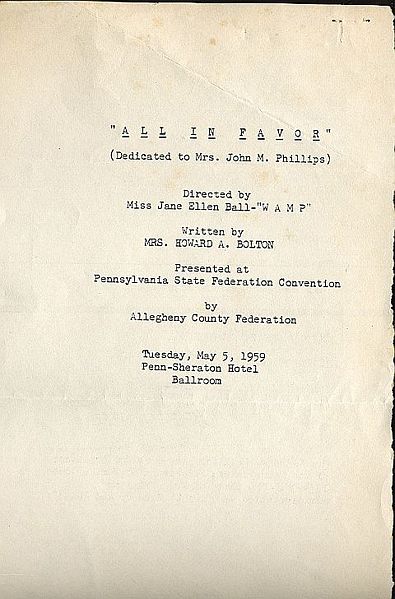 "A L L  I N  F A V O R"
(Dedicated to Mrs. John M. Phillips)
Directed by
Miss Jane Ellen Ball-"W A M P"
Written by
MRS. HOWARD A. BOLTON
Presented at
Pennsylvania State Federation Convention
by
Allegheny County Federation
Tuesday, May 5, 1959
Penn-Sheraton Hotel
Ballroom